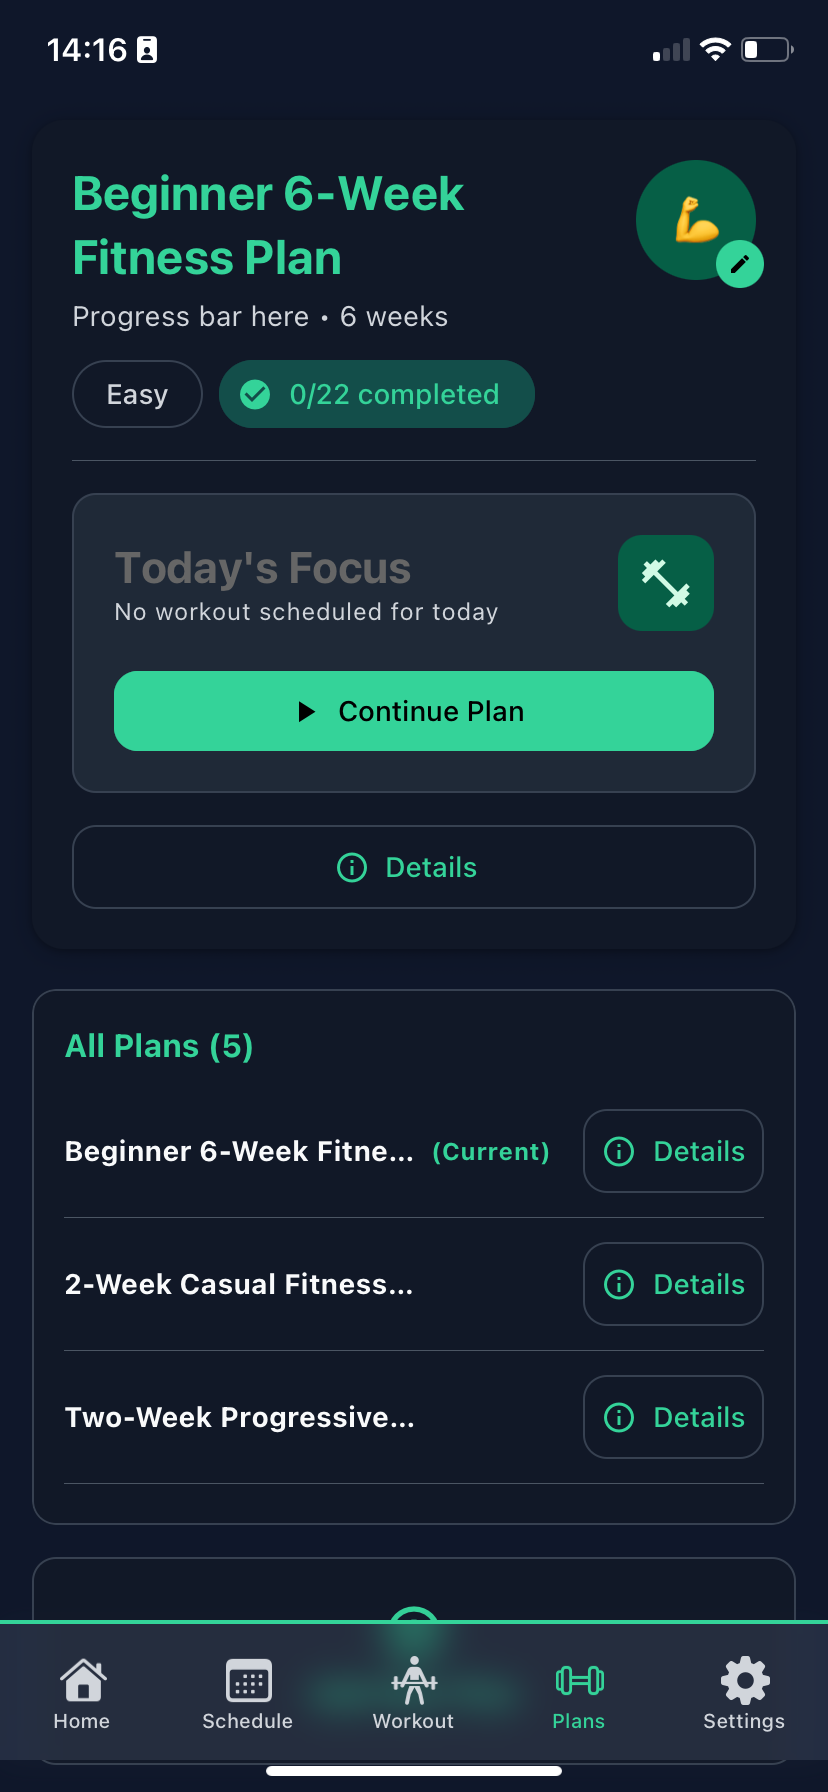 14:16
Beginner 6-Week
Fitness Plan
Progress bar here • 6 weeks
Easy
0/22 completed
Today's Focus
No workout scheduled for today
Continue Plan
Details
All Plans (5)
Beginner 6-Week Fitne... (Current) Details
2-Week Casual Fitness... Details
Two-Week Progressive... Details
Home Schedule Workout Plans Settings